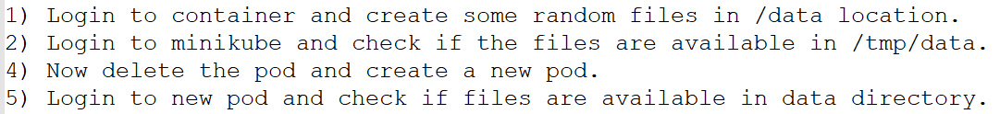 1) Login to container and create some random files in /data location.
2) Login to minikube and check if the files are available in /tmp/data.
4) Now delete the pod and create a new pod.
5) Login to new pod and check if files are available in data directory.